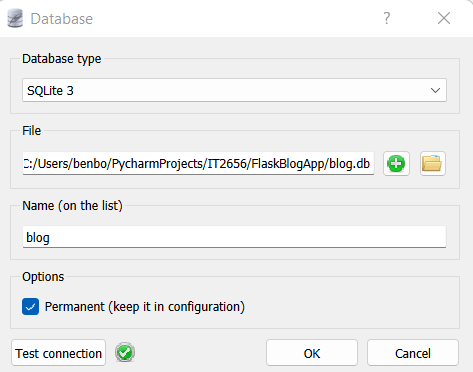 Database
?
Database type
SQLite 3
File
C:/Users/benbo/PycharmProjects/IT2656/FlaskBlogApp/blog.db
Name (on the list)
blog
Options
Permanent (keep it in configuration)
Test connection
OK
Cancel